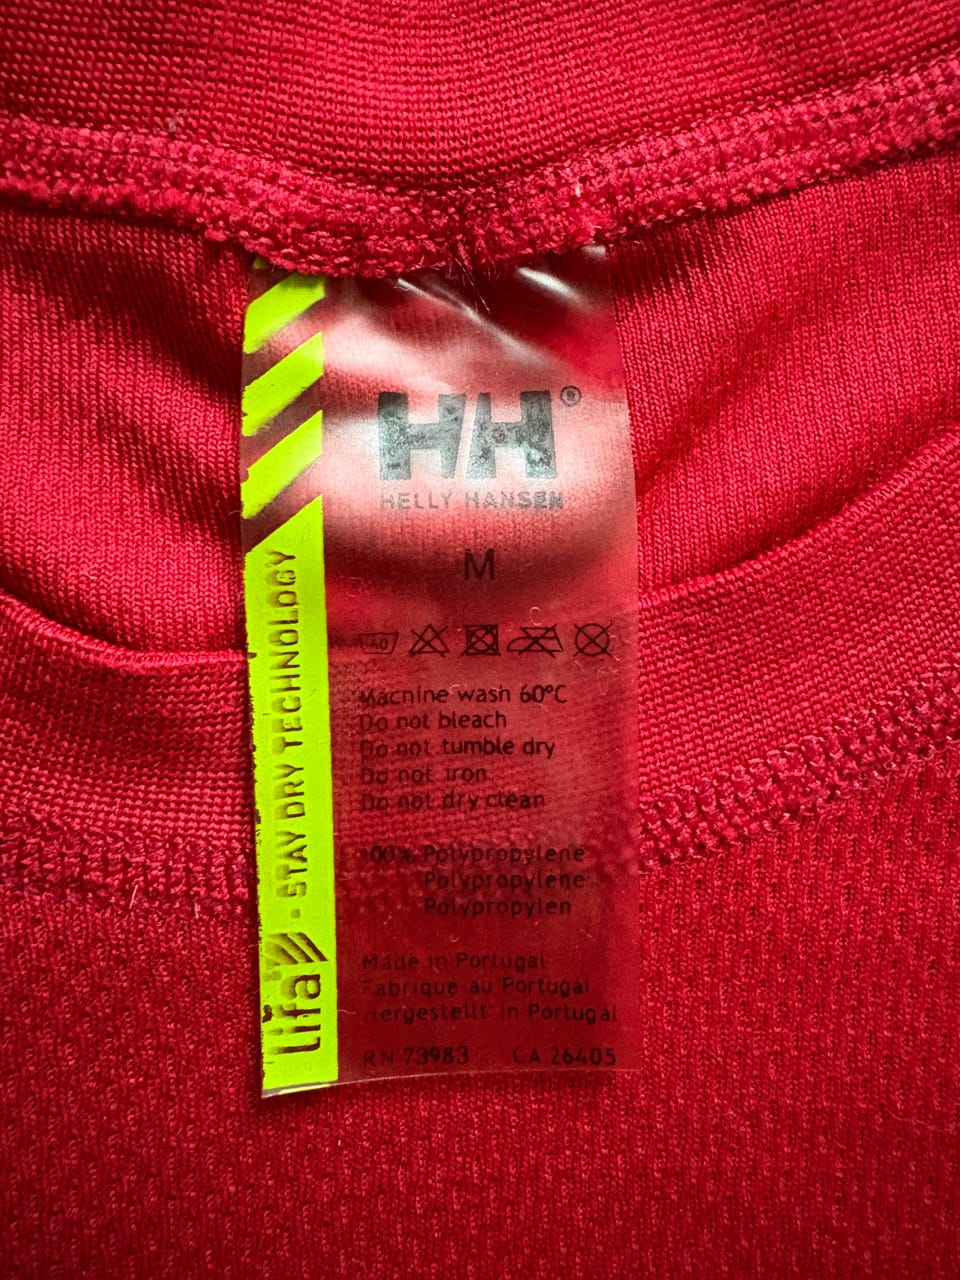 HH®
HELLY HANSEN
M
40
Machine wash 60°C
Do not bleach
Do not tumble dry
Do not iron
Do not dry clean
100% Polypropylene
Polypropylene
Polypropylen
Made in Portugal
Fabrique au Portugal
Hergestellt in Portugal
RN 73983 CA 26405
Lifa - STAY DRY TECHNOLOGY